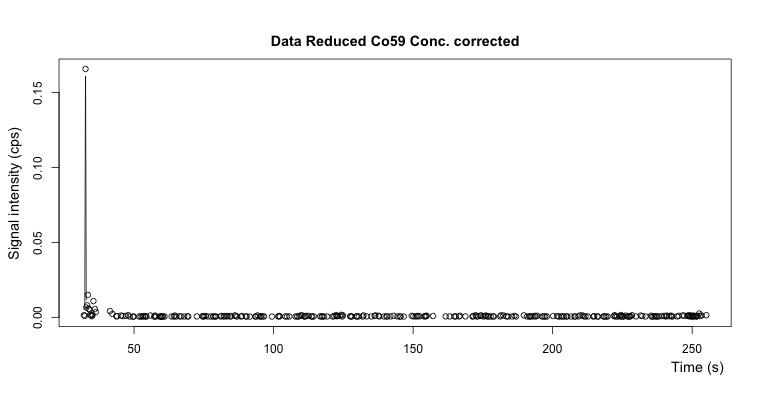 Data Reduced Co59 Conc. corrected
Signal intensity (cps)
0.15
0.10
0.05
0.00
50 100 150 200 250
Time (s)